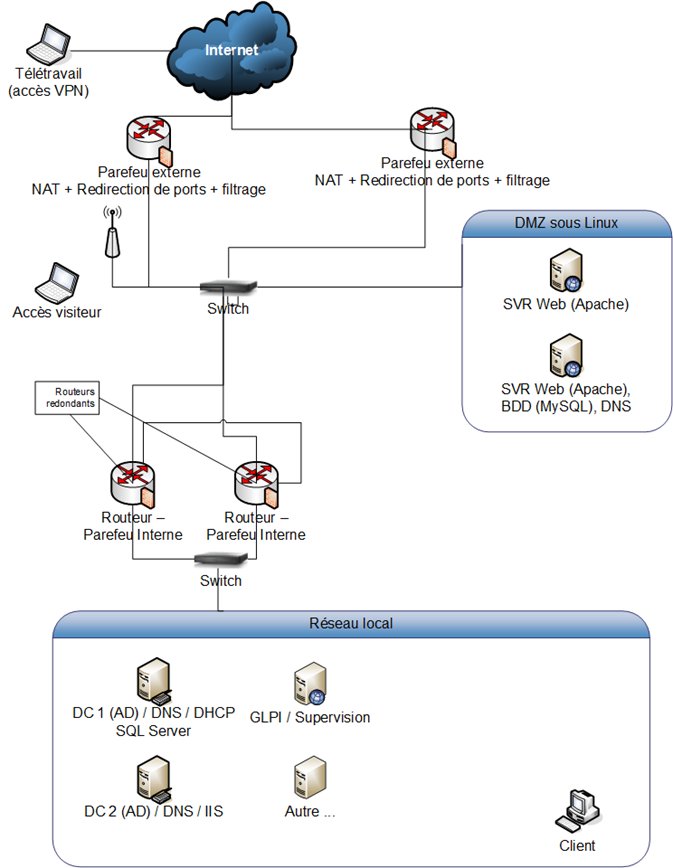 Internet
Télétravail
(accès VPN)
Parefeu externe
NAT + Redirection de ports + filtrage
Parefeu externe
NAT + Redirection de ports + filtrage
DMZ sous Linux
SVR Web (Apache)
SVR Web (Apache),
BDD (MySQL), DNS
Accès visiteur
Switch
Routeurs
redondants
Routeur –
Parefeu Interne
Routeur –
Parefeu Interne
Switch
Réseau local
DC 1 (AD) / DNS / DHCP
SQL Server
GLPI / Supervision
DC 2 (AD) / DNS / IIS
Autre ...
Client